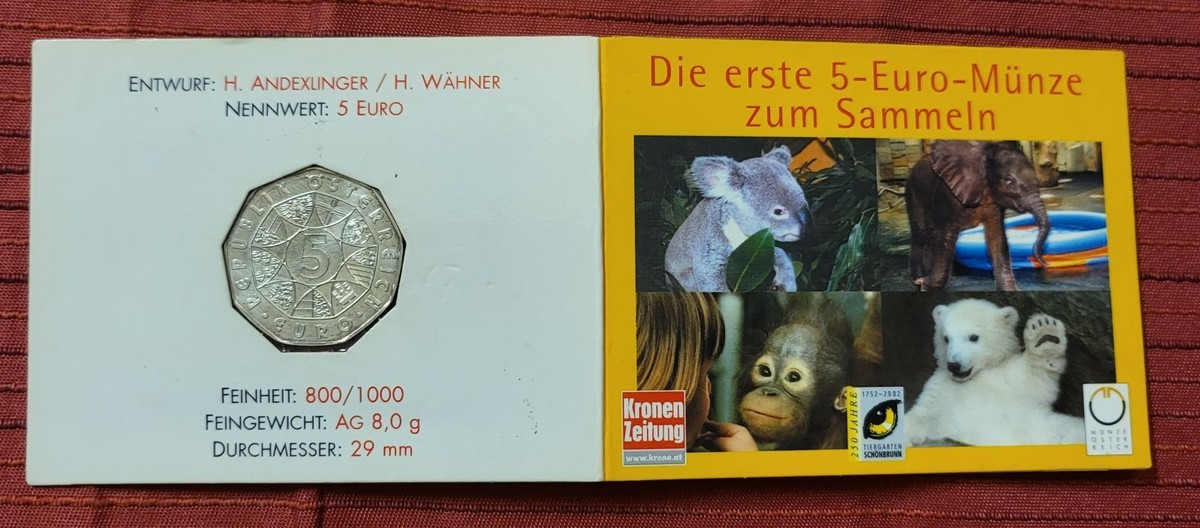 ENTWURF: H. ANDEXLINGER / H. WÄHNER
NENNWERT: 5 EURO
REPUBLIK ÖSTERREICH
5
· EURO ·
FEINHEIT: 800/1000
FEINGEWICHT: AG 8,0 g
DURCHMESSER: 29 mm
Die erste 5-Euro-Münze
zum Sammeln
Kronen
Zeitung
www.krone.at
250 JAHRE
1752–2002
TIERGARTEN
SCHÖNBRUNN
MÜNZE
ÖSTER
REICH